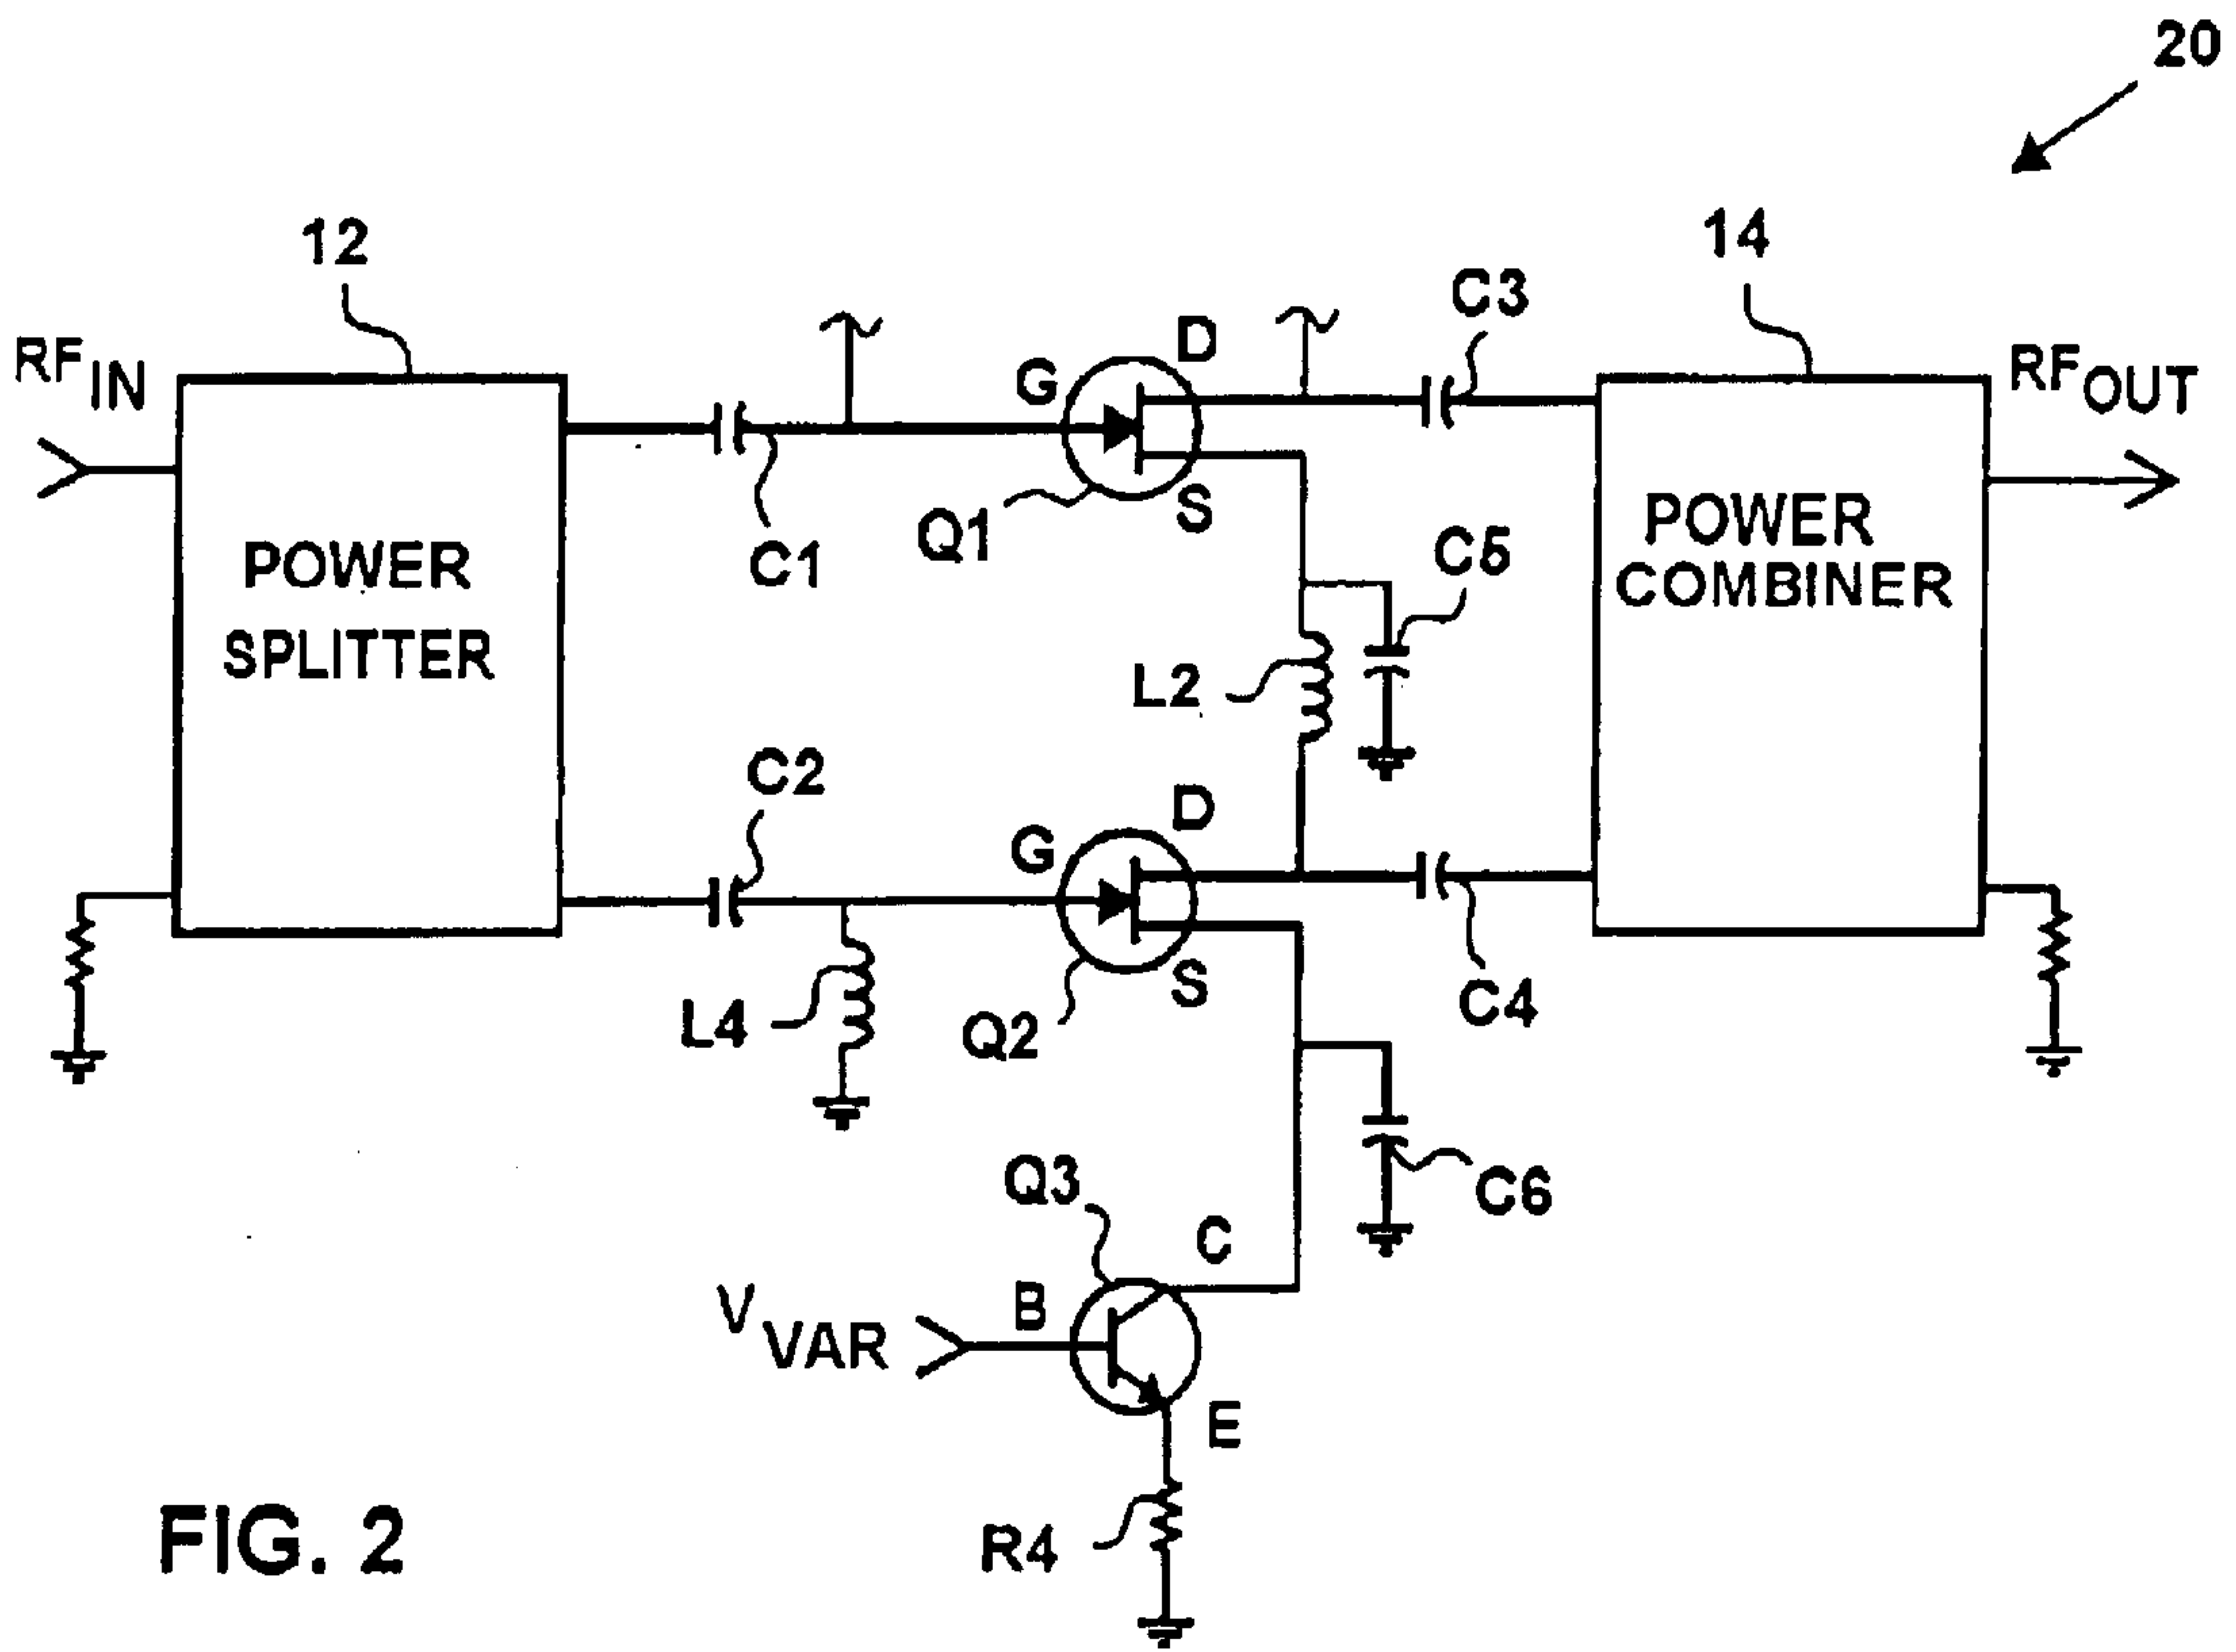 20
12
14
C3
RF IN
RF OUT
D
G
Q1
S
C1
POWER
SPLITTER
POWER
COMBINER
C5
L2
C2
D
G
S
Q2
L4
C4
Q3
C6
C
B
V VAR
E
R4
FIG. 2